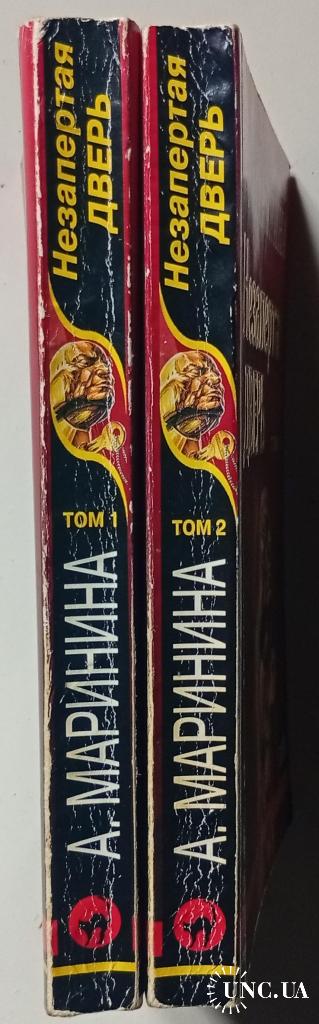 Незапертая
ДВЕРЬ
ТОМ 1
А. МАРИНИНА
Незапертая
ДВЕРЬ
ТОМ 2
А. МАРИНИНА
UNC.UA